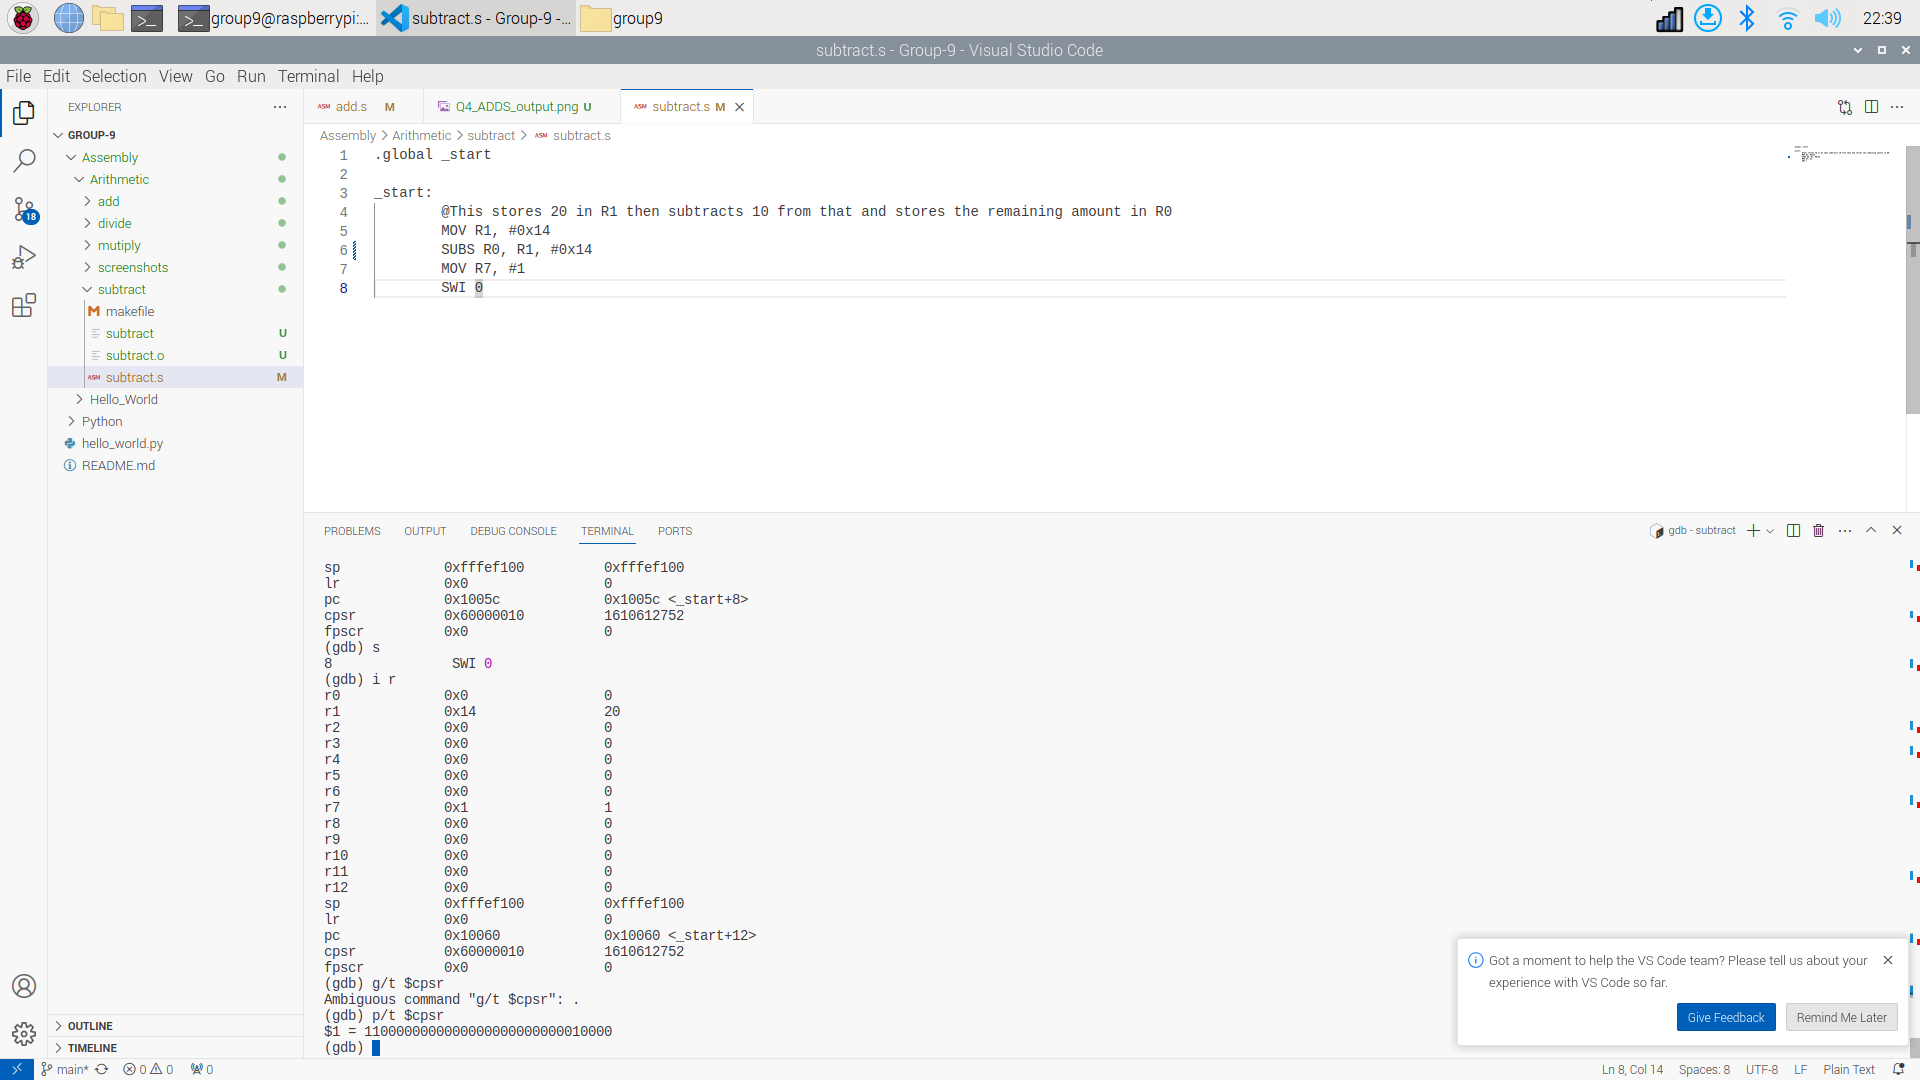 group9@raspberrypi:...
subtract.s - Group-9 -...
group9
22:39
subtract.s - Group-9 - Visual Studio Code
File Edit Selection View Go Run Terminal Help
EXPLORER
GROUP-9
Assembly
Arithmetic
add
divide
mutiply
screenshots
subtract
makefile
subtract U
subtract.o U
ASM subtract.s M
Hello_World
Python
hello_world.py
README.md
OUTLINE
TIMELINE
18
ASM add.s M
Q4_ADDS_output.png U
ASM subtract.s M
Assembly > Arithmetic > subtract > ASM subtract.s
1 .global _start
2
3 _start:
4 @This stores 20 in R1 then subtracts 10 from that and stores the remaining amount in R0
5 MOV R1, #0x14
6 SUBS R0, R1, #0x14
7 MOV R7, #1
8 SWI 0
PROBLEMS OUTPUT DEBUG CONSOLE TERMINAL PORTS
gdb - subtract
sp 0xfffef100 0xfffef100
lr 0x0 0
pc 0x1005c 0x1005c <_start+8>
cpsr 0x60000010 1610612752
fpscr 0x0 0
(gdb) s
8 SWI 0
(gdb) i r
r0 0x0 0
r1 0x14 20
r2 0x0 0
r3 0x0 0
r4 0x0 0
r5 0x0 0
r6 0x0 0
r7 0x1 1
r8 0x0 0
r9 0x0 0
r10 0x0 0
r11 0x0 0
r12 0x0 0
sp 0xfffef100 0xfffef100
lr 0x0 0
pc 0x10060 0x10060 <_start+12>
cpsr 0x60000010 1610612752
fpscr 0x0 0
(gdb) g/t $cpsr
Ambiguous command "g/t $cpsr": .
(gdb) p/t $cpsr
$1 = 1100000000000000000000000010000
(gdb)
Got a moment to help the VS Code team? Please tell us about your
experience with VS Code so far.
Give Feedback
Remind Me Later
main* 0 0 0
Ln 8, Col 14 Spaces: 8 UTF-8 LF Plain Text